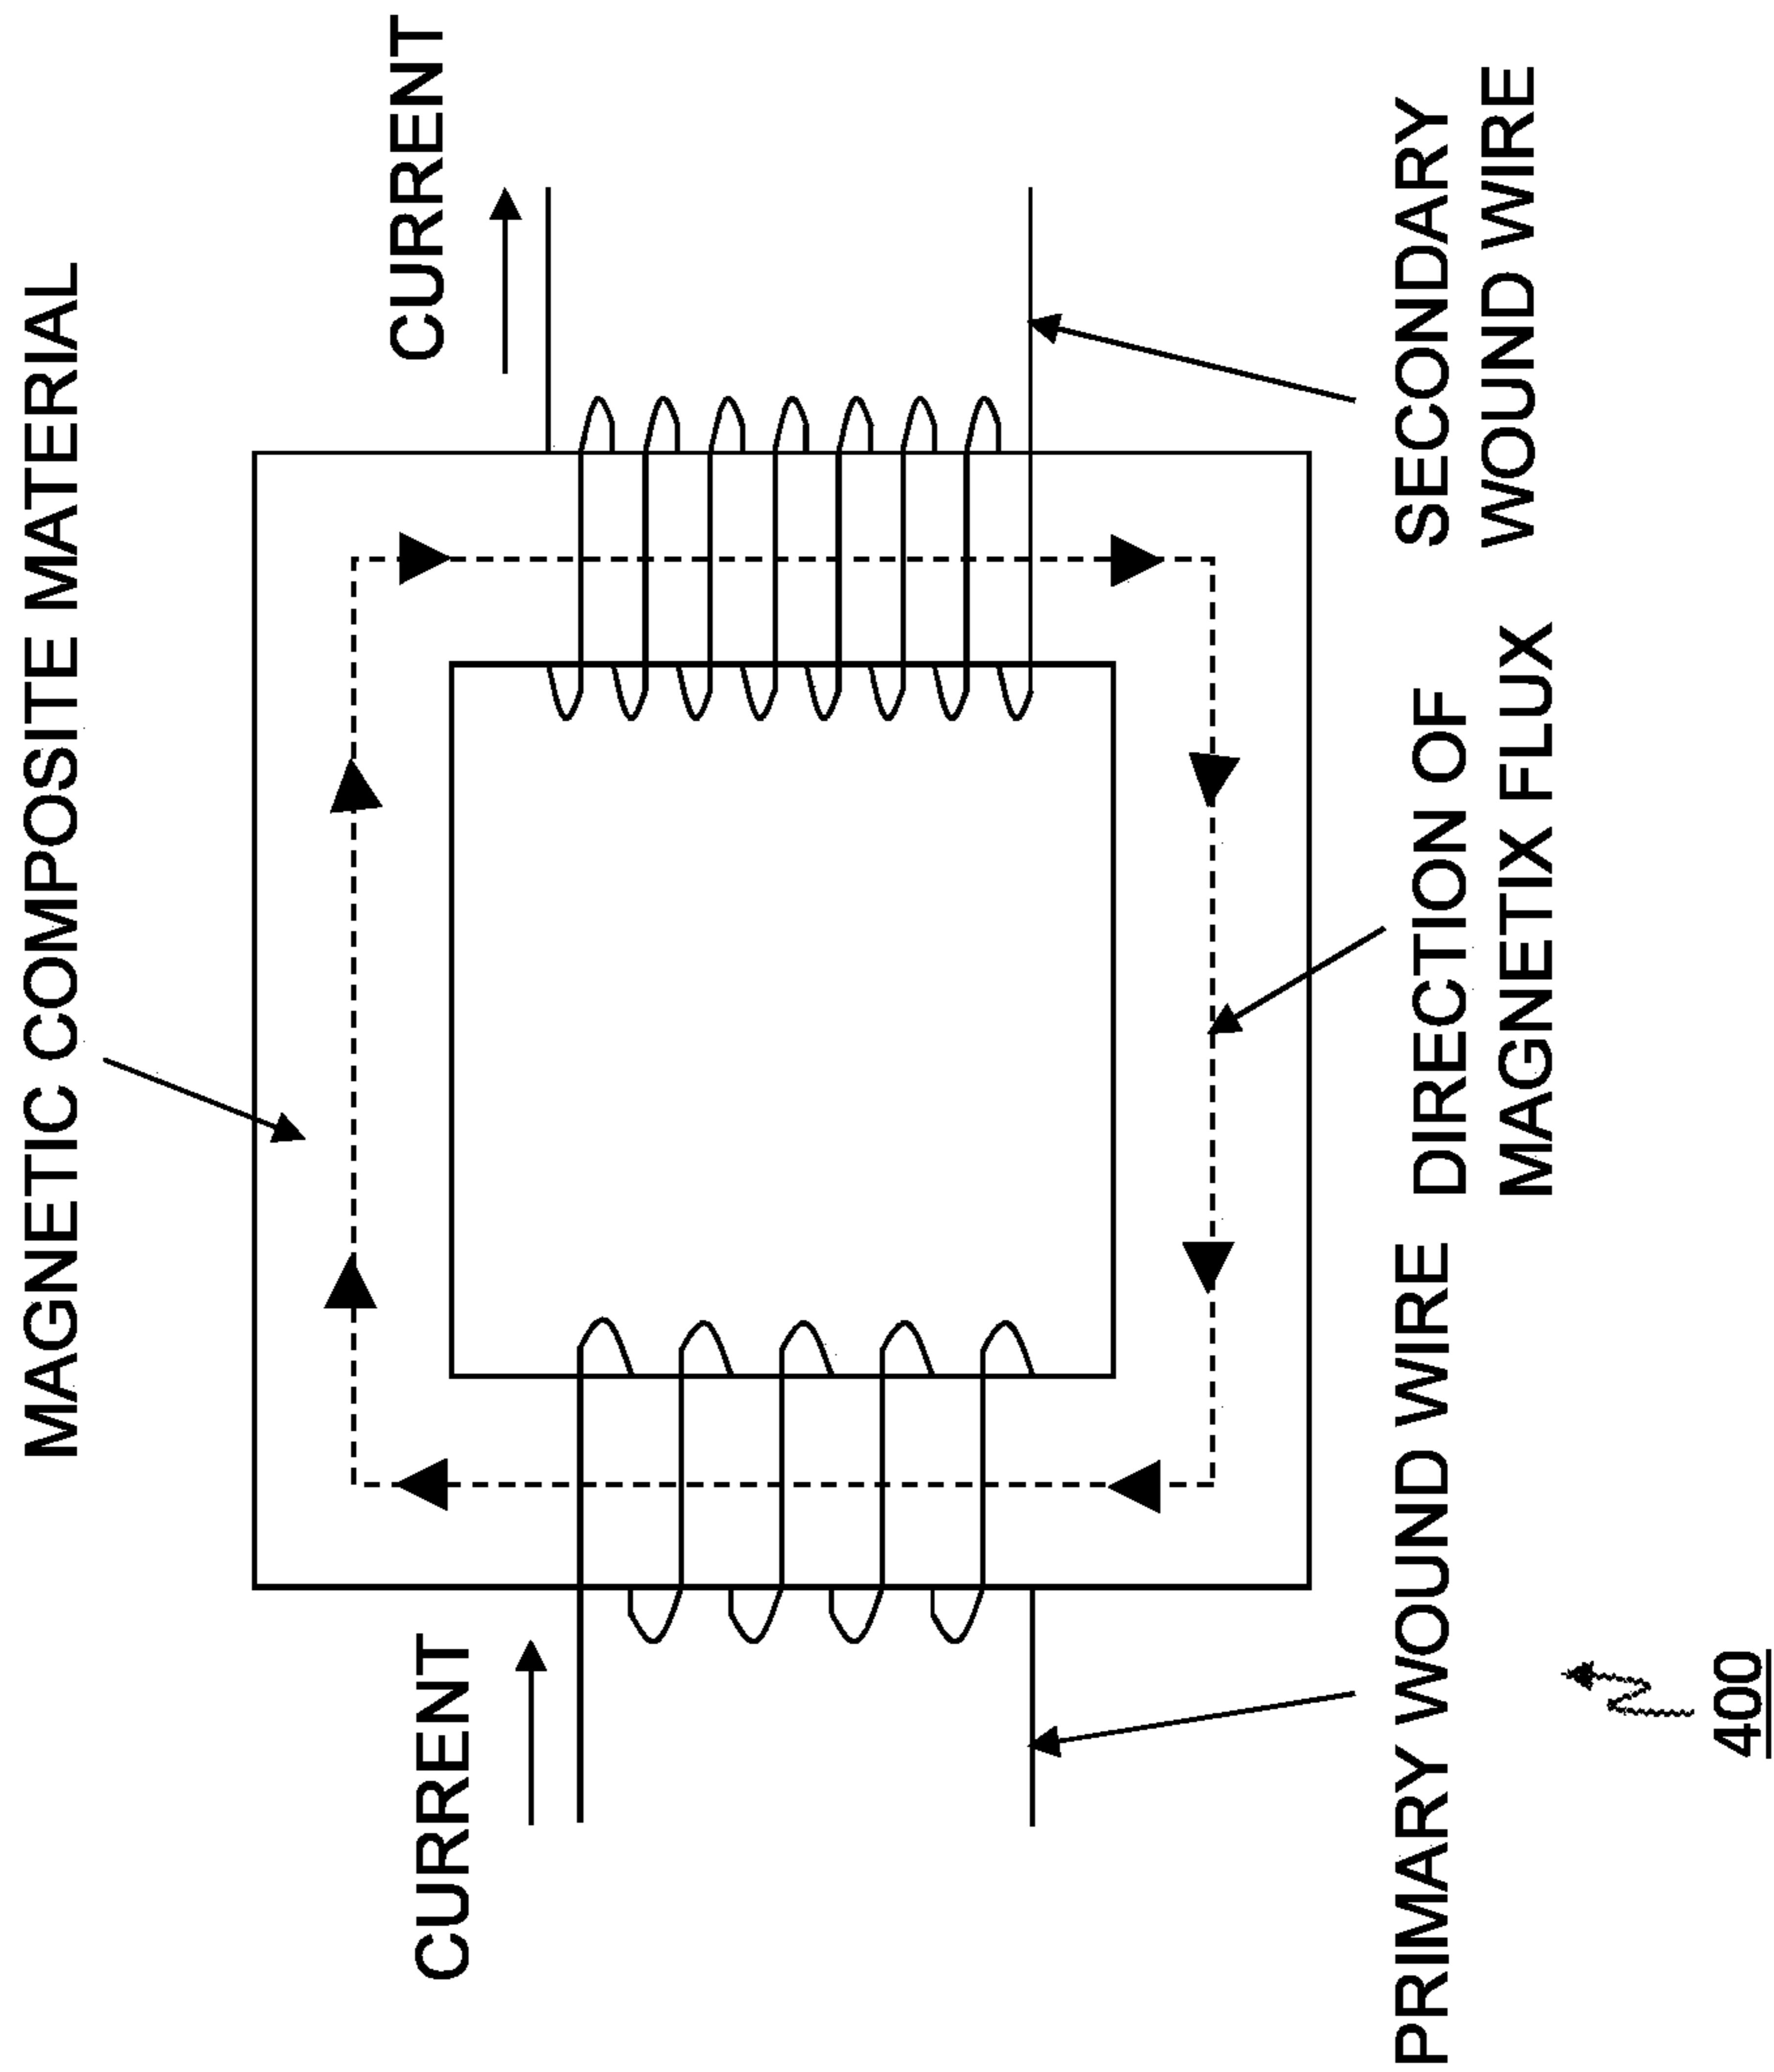 MAGNETIC COMPOSITE MATERIAL
CURRENT
CURRENT
PRIMARY WOUND WIRE
DIRECTION OF
MAGNETIX FLUX
SECONDARY
WOUND WIRE
400